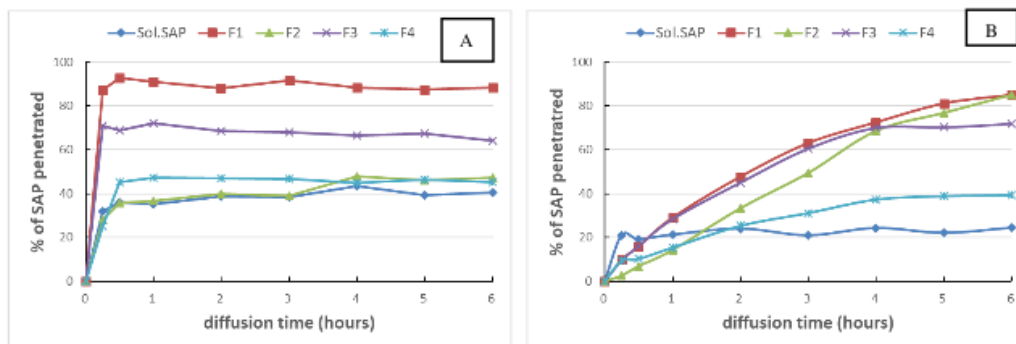 Sol.SAP F1 F2 F3 F4
A
100
80
60
40
20
0
0 1 2 3 4 5 6
% of SAP penetrated
diffusion time (hours)
Sol.SAP F1 F2 F3 F4
B
100
80
60
40
20
0
0 1 2 3 4 5 6
% of SAP penetratred
diffusion time (hours)